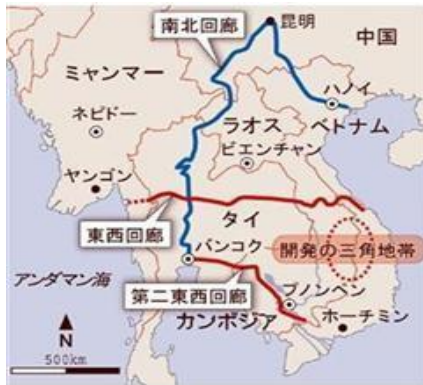 南北回廊
昆明
中国
ミャンマー
ハノイ
ネピドー
ラオス
ベトナム
ビエンチャン
ヤンゴン
東西回廊
タイ
バンコク
開発の三角地帯
アンダマン海
第二東西回廊
プノンペン
カンボジア
ホーチミン
N
500km